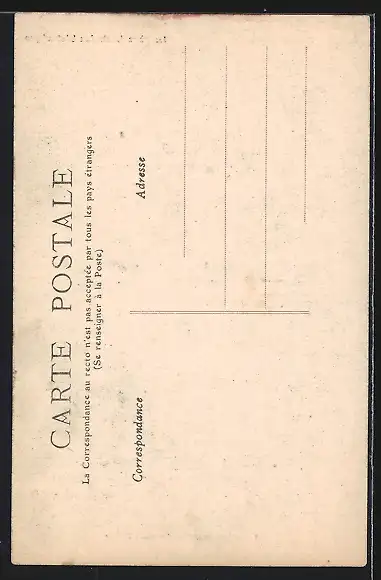 CARTE POSTALE
La Correspondance au recto n'est pas acceptée par tous les pays étrangers
(Se renseigner à la Poste)
Correspondance
Adresse